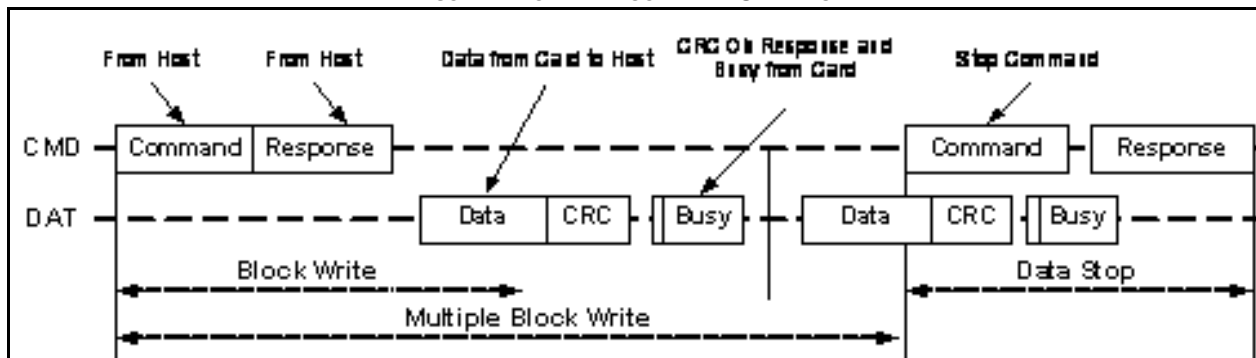 From Host
From Host
Data from Card to Host
CRC Ok Response and
Busy from Card
Stop Command
CMD
Command
Response
Command
Response
DAT
Data
CRC
Busy
Data
CRC
Busy
Block Write
Data Stop
Multiple Block Write